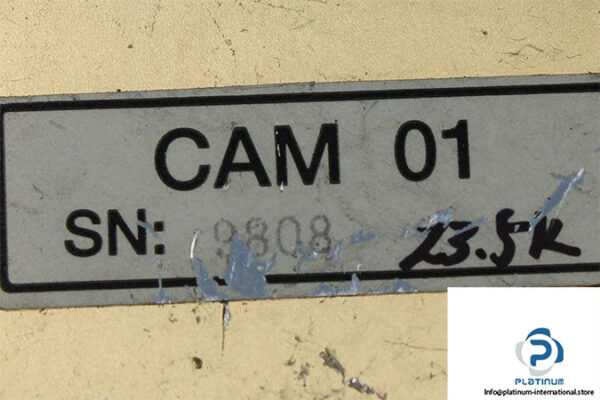 CAM 01
SN: 9808 23.5K
PLATINUM
Info@platinum-international.store